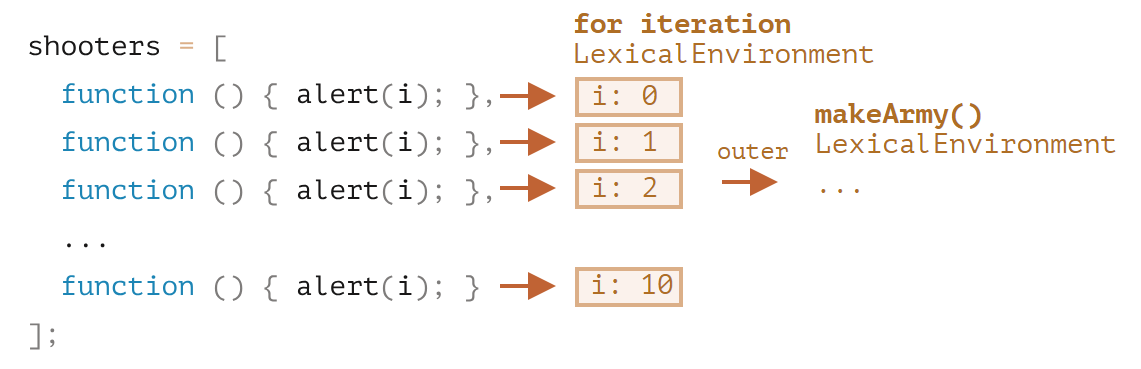 for iteration
shooters = [ LexicalEnvironment
function () { alert(i); }, i: 0
makeArmy()
function () { alert(i); }, i: 1 outer LexicalEnvironment
function () { alert(i); }, i: 2 ...
...
function () { alert(i); } i: 10
];